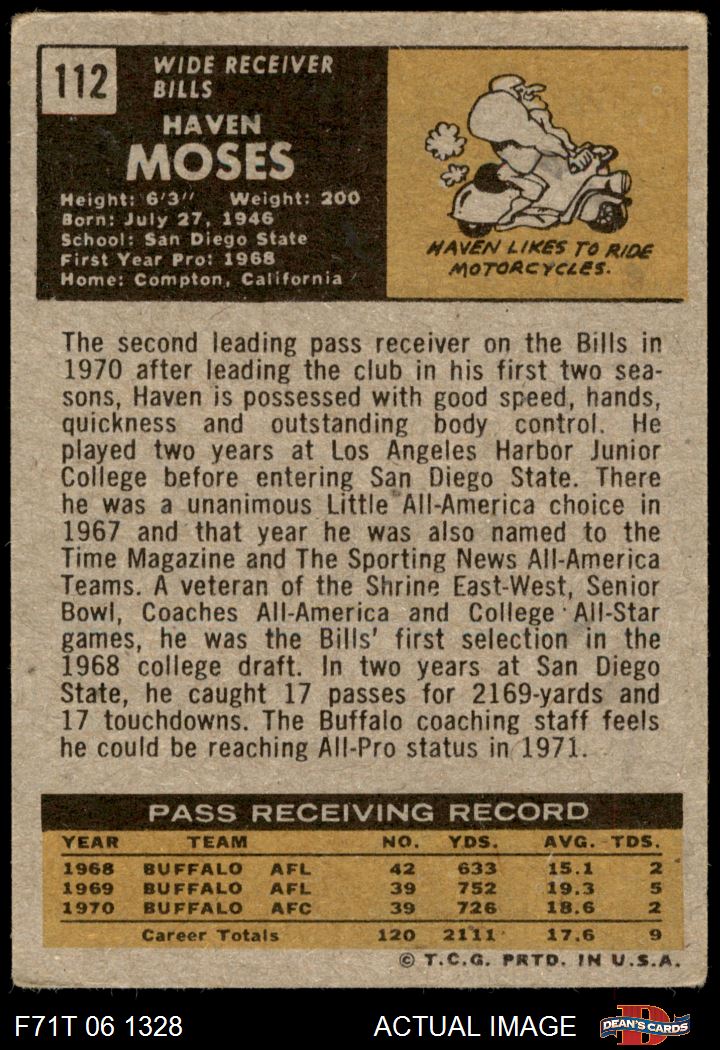 112
WIDE RECEIVER
BILLS
HAVEN
MOSES
Height: 6'3" Weight: 200
Born: July 27, 1946
School: San Diego State
First Year Pro: 1968
Home: Compton, California
HAVEN LIKES TO RIDE
MOTORCYCLES.
The second leading pass receiver on the Bills in
1970 after leading the club in his first two sea-
sons, Haven is possessed with good speed, hands,
quickness and outstanding body control. He
played two years at Los Angeles Harbor Junior
College before entering San Diego State. There
he was a unanimous Little All-America choice in
1967 and that year he was also named to the
Time Magazine and The Sporting News All-America
Teams. A veteran of the Shrine East-West, Senior
Bowl, Coaches All-America and College All-Star
games, he was the Bills' first selection in the
1968 college draft. In two years at San Diego
State, he caught 17 passes for 2169-yards and
17 touchdowns. The Buffalo coaching staff feels
he could be reaching All-Pro status in 1971.
PASS RECEIVING RECORD
YEAR TEAM NO. YDS. AVG. TDS.
1968 BUFFALO AFL 42 633 15.1 2
1969 BUFFALO AFL 39 752 19.3 5
1970 BUFFALO AFC 39 726 18.6 2
Career Totals 120 2111 17.6 9
© T.C.G. PRTD. IN U.S.A.
F71T 06 1328 ACTUAL IMAGE D DEAN'S CARDS